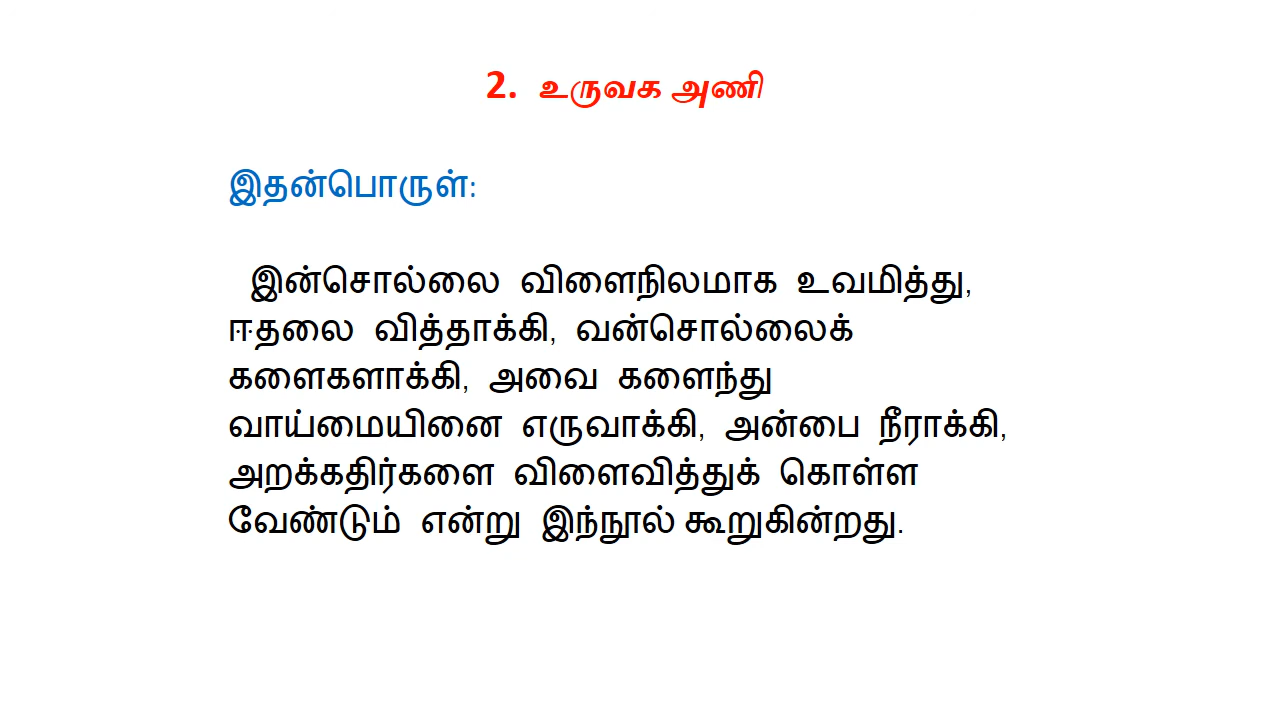 2. உருவக அணி
இதன்பொருள்:
இன்சொல்லை விளைநிலமாக உவமித்து,
ஈதலை வித்தாக்கி, வன்சொல்லைக்
களைகளாக்கி, அவை களைந்து
வாய்மையினை எருவாக்கி, அன்பை நீராக்கி,
அறக்கதிர்களை விளைவித்துக் கொள்ள
வேண்டும் என்று இந்நூல் கூறுகின்றது.